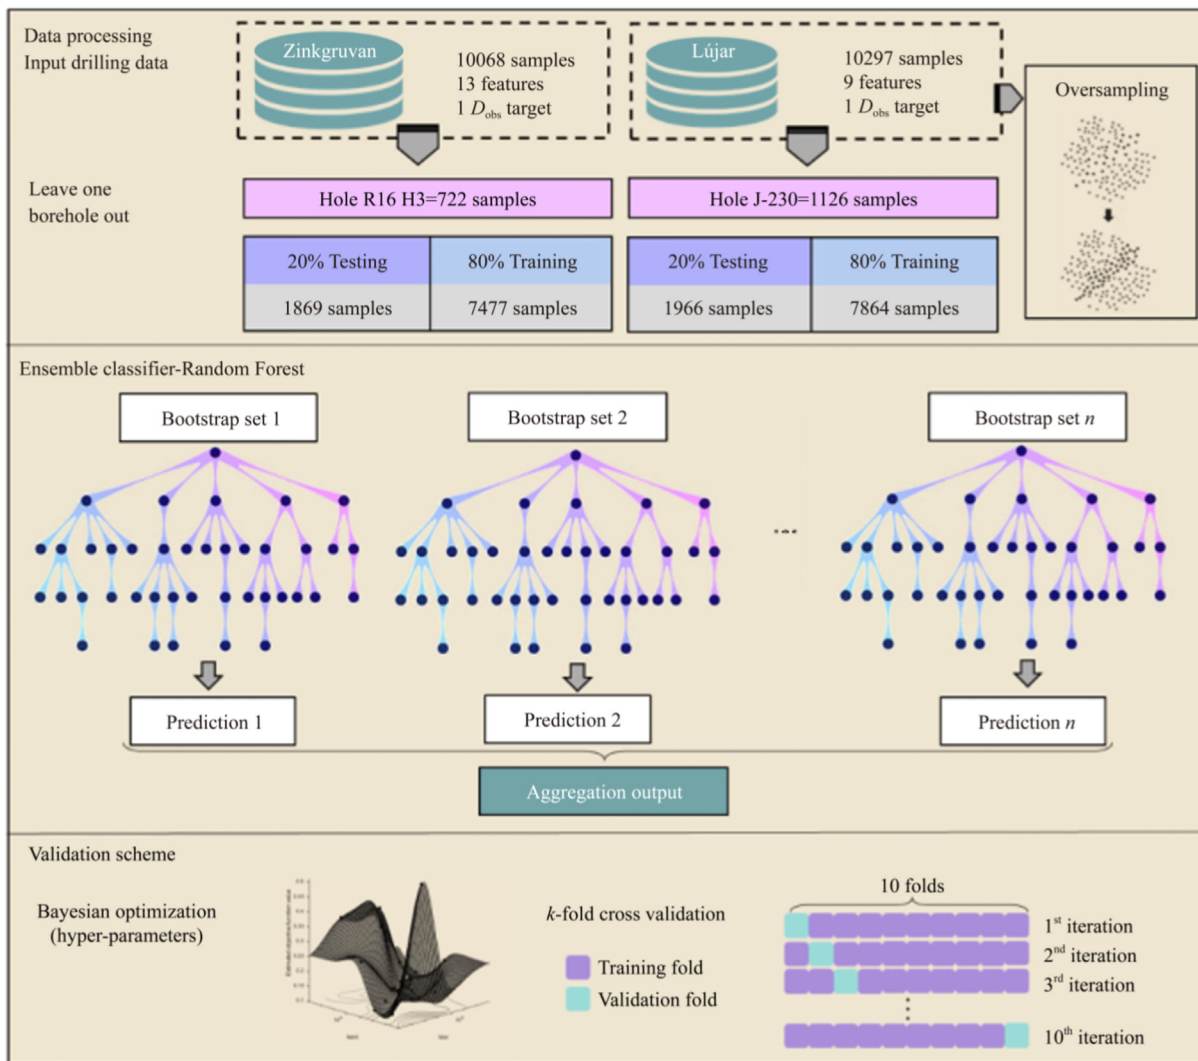 Data processing
Input drilling data
Zinkgruvan
10068 samples
13 features
1 D_obs target
Lújar
10297 samples
9 features
1 D_obs target
Oversampling
Leave one
borehole out
Hole R16 H3=722 samples
Hole J-230=1126 samples
20% Testing
80% Training
20% Testing
80% Training
1869 samples
7477 samples
1966 samples
7864 samples
Ensemble classifier-Random Forest
Bootstrap set 1
Bootstrap set 2
Bootstrap set n
...
Prediction 1
Prediction 2
Prediction n
Aggregation output
Validation scheme
Bayesian optimization
(hyper-parameters)
k-fold cross validation
Training fold
Validation fold
10 folds
1st iteration
2nd iteration
3rd iteration
10th iteration